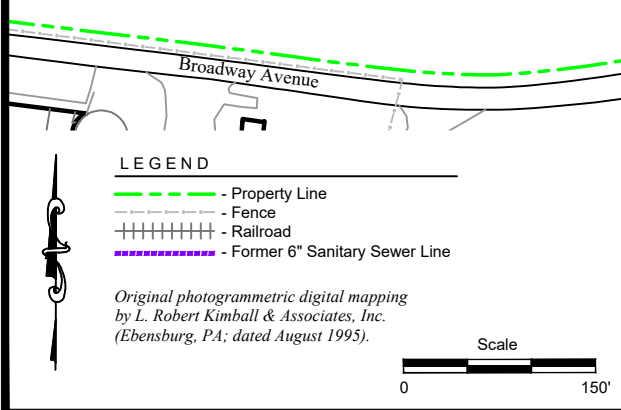 Broadway Avenue
LEGEND
- Property Line
- Fence
- Railroad
- Former 6" Sanitary Sewer Line
Original photogrammetric digital mapping
by L. Robert Kimball & Associates, Inc.
(Ebensburg, PA; dated August 1995).
Scale
0 150'